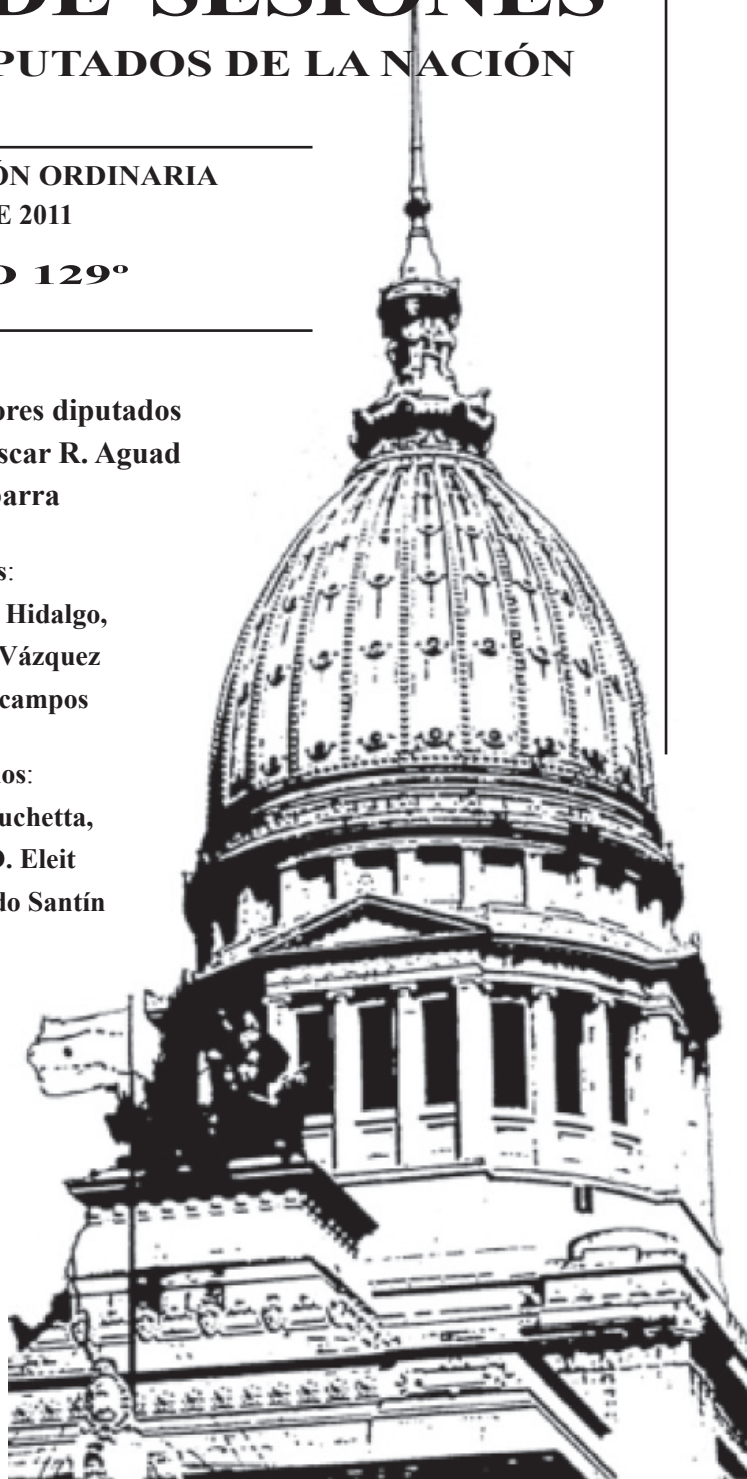 DE SESIONES
PUTADOS DE LA NACIÓN
ÓN ORDINARIA
E 2011
O 129º
ores diputados
scar R. Aguad
barra
s:
Hidalgo,
Vázquez
campos
os:
uchetta,
D. Eleit
do Santín